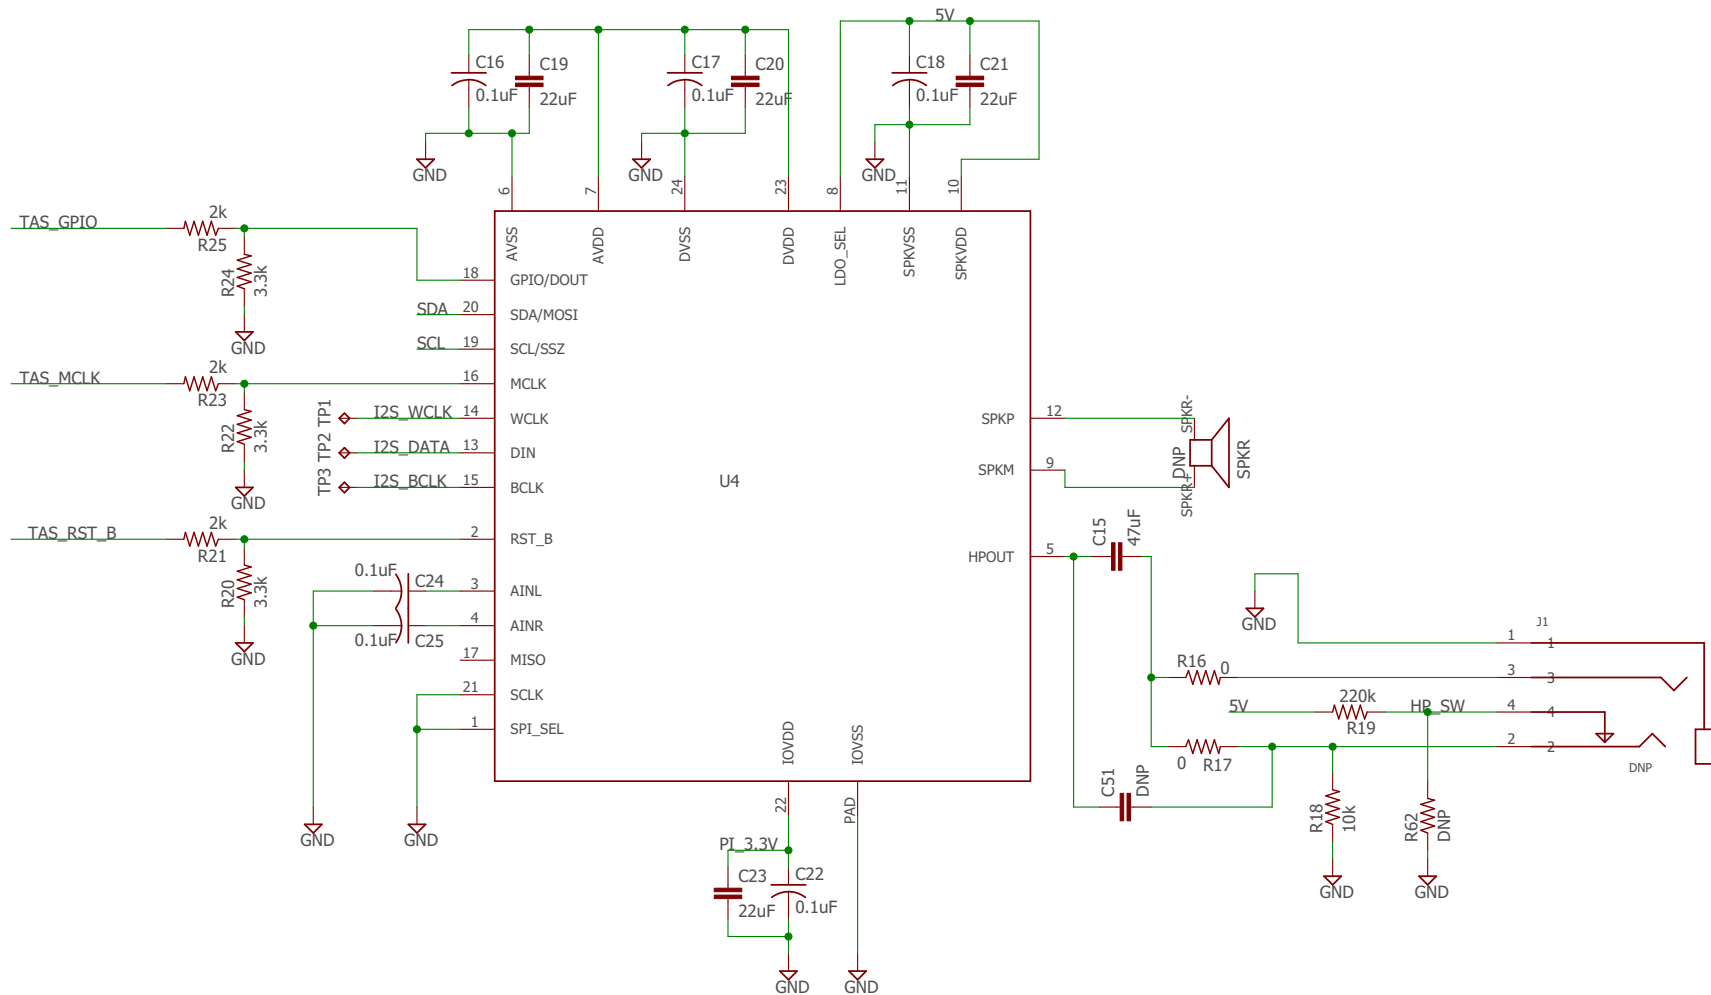 5V
C16
0.1uF
C19
22uF
C17
0.1uF
C20
22uF
C18
0.1uF
C21
22uF
GND
GND
GND
6
7
24
23
8
11
10
AVSS
AVDD
DVSS
DVDD
LDO_SEL
SPKVSS
SPKVDD
TAS_GPIO
2k
R25
R24
3.3k
GND
18
GPIO/DOUT
SDA
20
SDA/MOSI
SCL
19
SCL/SSZ
TAS_MCLK
2k
R23
R22
3.3k
GND
16
MCLK
TP1
I2S_WCLK
14
WCLK
TP2
I2S_DATA
13
DIN
TP3
I2S_BCLK
15
BCLK
U4
TAS_RST_B
2k
R21
R20
3.3k
GND
2
RST_B
0.1uF
C24
3
AINL
0.1uF
C25
4
AINR
17
MISO
21
SCLK
1
SPI_SEL
GND
GND
SPKP
12
SPKR-
SPKM
9
SPKR+
DNP
SPKR
HPOUT
5
C15
47uF
GND
J1
1
1
R16
0
3
3
5V
220k
R19
HP_SW
4
4
0
R17
2
2
DNP
C51
DNP
R18
10k
GND
R62
DNP
GND
IOVDD
IOVSS
22
PAD
PI_3.3V
C23
22uF
C22
0.1uF
GND
GND